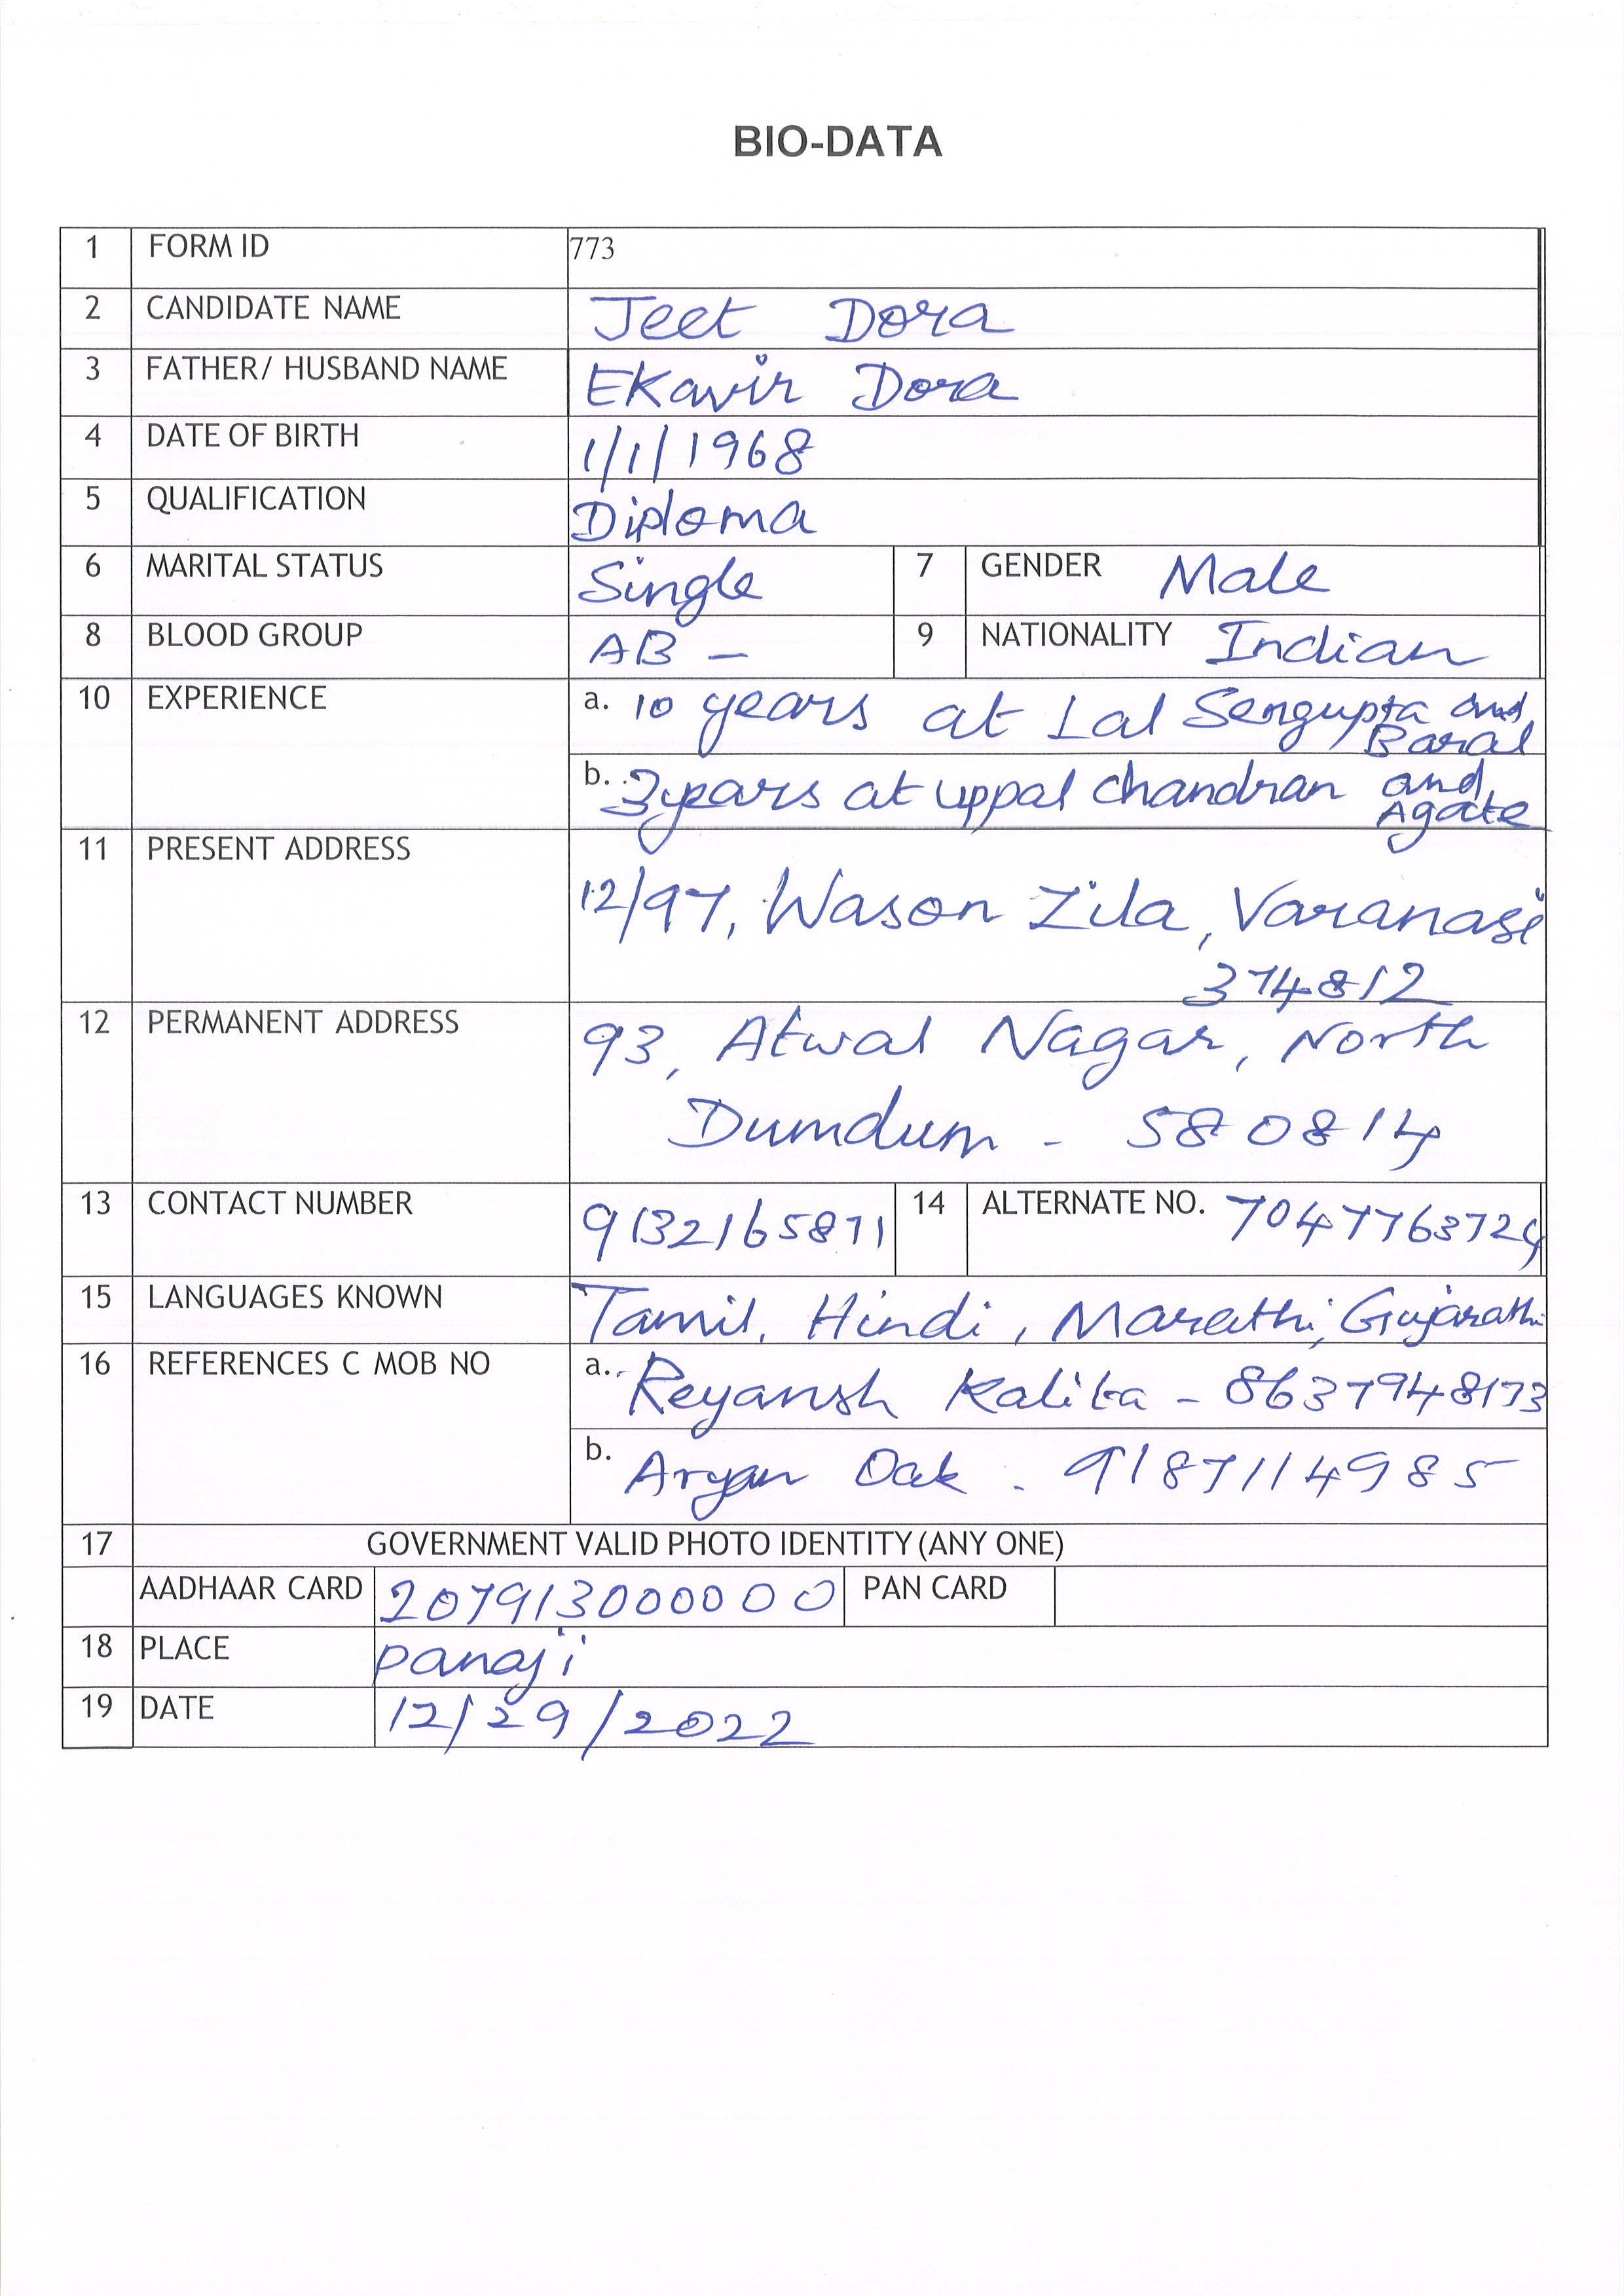 BIO-DATA
1 FORM ID 773
2 CANDIDATE NAME Jeet Dora
3 FATHER/ HUSBAND NAME Ekavir Dora
4 DATE OF BIRTH 1/1/1968
5 QUALIFICATION Diploma
6 MARITAL STATUS Single 7 GENDER Male
8 BLOOD GROUP AB - 9 NATIONALITY Indian
10 EXPERIENCE a. 10 years at Lal Sengupta and
Baral
b. 3 years at uppal chandran and
Agate
11 PRESENT ADDRESS
12/97, Wason Zila, Varanasi
374812
12 PERMANENT ADDRESS 93, Atwal Nagar, North
Dumdum - 580814
13 CONTACT NUMBER 9132165871 14 ALTERNATE NO. 7047763724
15 LANGUAGES KNOWN Tamil, Hindi, Marathi, Gujarathi
16 REFERENCES C MOB NO a. Reyansh Kalita - 8637948173
b. Aryan Oak - 9187114985
17 GOVERNMENT VALID PHOTO IDENTITY (ANY ONE)
AADHAAR CARD 207913000000 PAN CARD
18 PLACE Panaji
19 DATE 12/29/2022